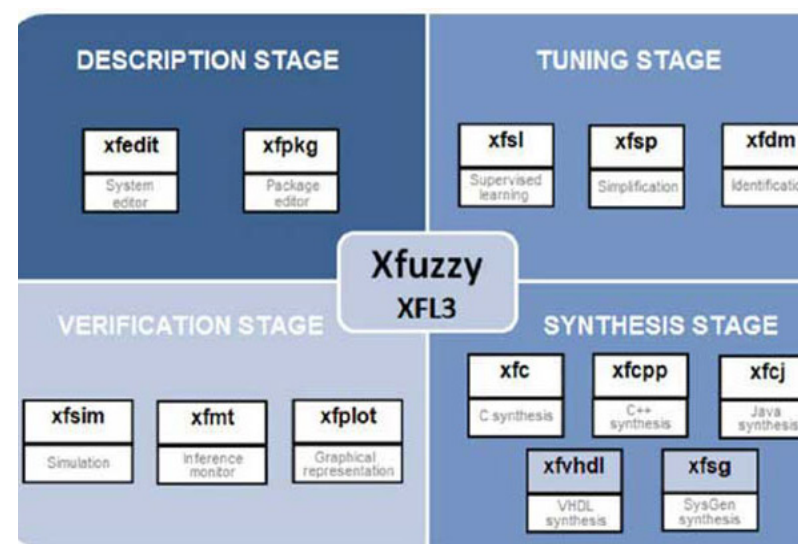 DESCRIPTION STAGE
xfedit
System
editor
xfpkg
Package
editor
TUNING STAGE
xfsl
Supervised
learning
xfsp
Simplification
xfdm
Identificatio
Xfuzzy
XFL3
VERIFICATION STAGE
xfsim
Simulation
xfmt
Inference
monitor
xfplot
Graphical
representation
SYNTHESIS STAGE
xfc
C synthesis
xfcpp
C++
synthesis
xfcj
Java
synthesis
xfvhdl
VHDL
synthesis
xfsg
SysGen
synthesis